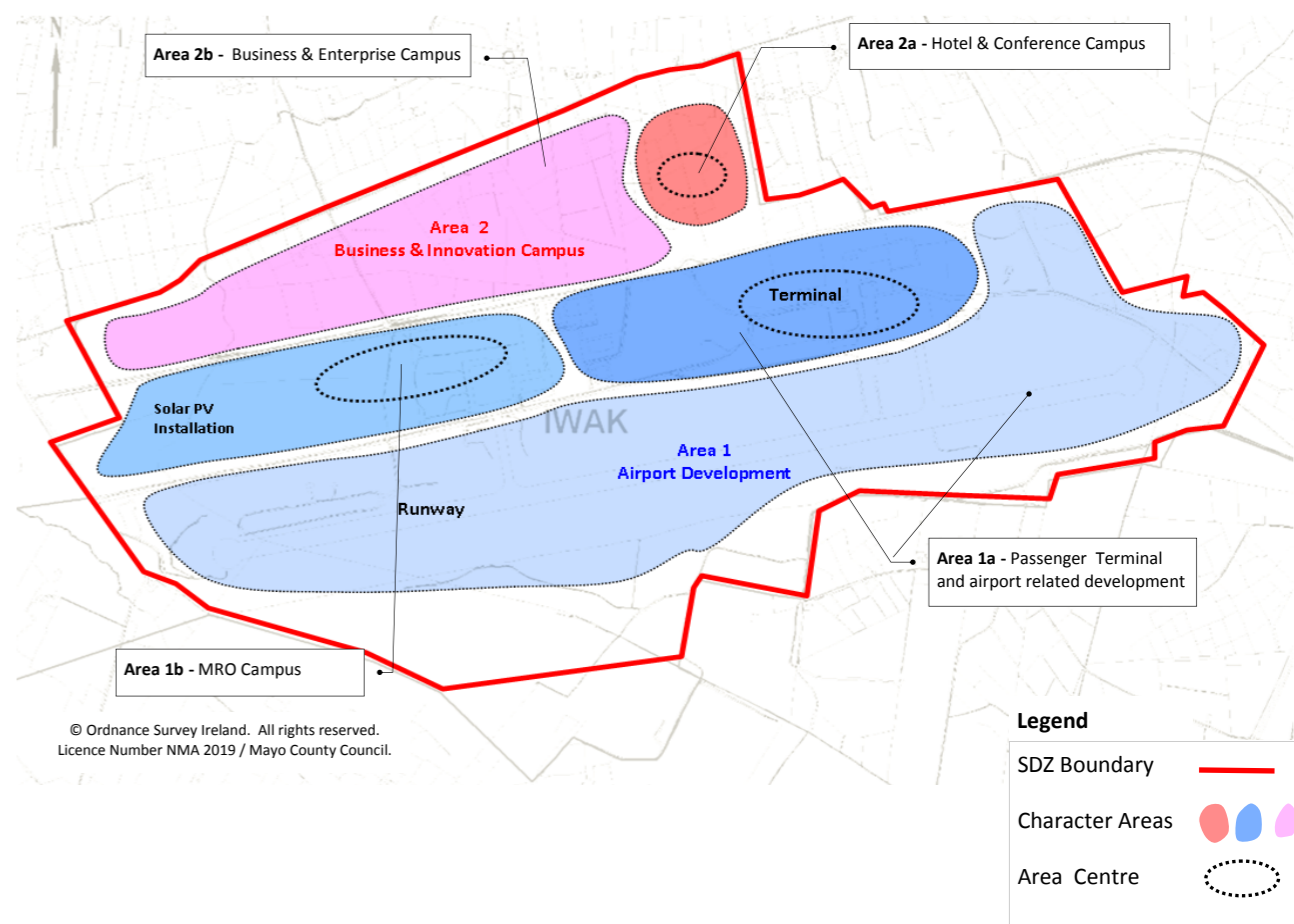 Area 2b - Business & Enterprise Campus
Area 2a - Hotel & Conference Campus
Area 2
Business & Innovation Campus
Terminal
Solar PV
Installation
IWAK
Area 1
Airport Development
Runway
Area 1a - Passenger Terminal
and airport related development
Area 1b - MRO Campus
© Ordnance Survey Ireland. All rights reserved.
Licence Number NMA 2019 / Mayo County Council.
Legend
SDZ Boundary
Character Areas
Area Centre